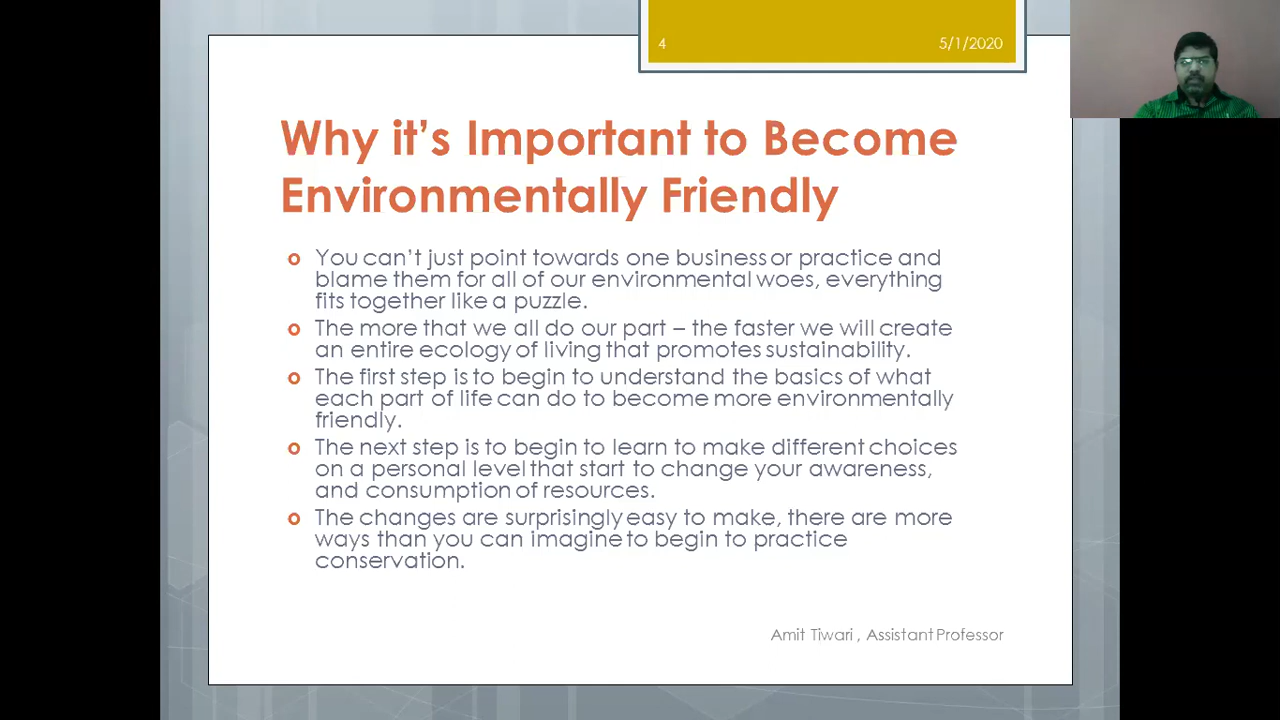 4
5/1/2020
Why it's Important to Become
Environmentally Friendly
You can't just point towards one business or practice and
blame them for all of our environmental woes, everything
fits together like a puzzle.
The more that we all do our part – the faster we will create
an entire ecology of living that promotes sustainability.
The first step is to begin to understand the basics of what
each part of life can do to become more environmentally
friendly.
The next step is to begin to learn to make different choices
on a personal level that start to change your awareness,
and consumption of resources.
The changes are surprisingly easy to make, there are more
ways than you can imagine to begin to practice
conservation.
Amit Tiwari , Assistant Professor